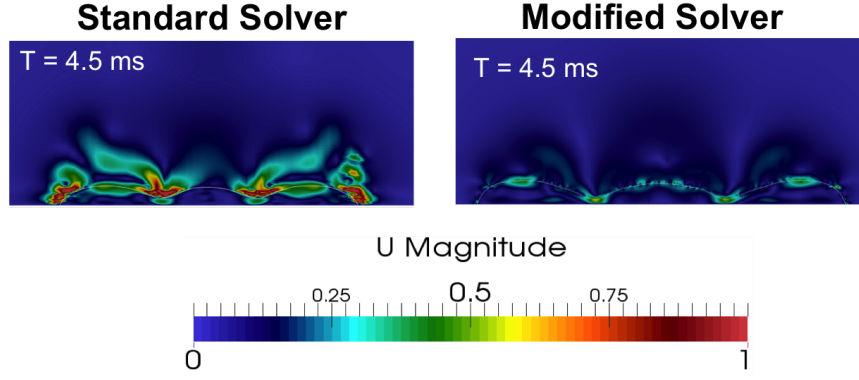 Standard Solver
Modified Solver
T = 4.5 ms
T = 4.5 ms
U Magnitude
0.25
0.5
0.75
0
1